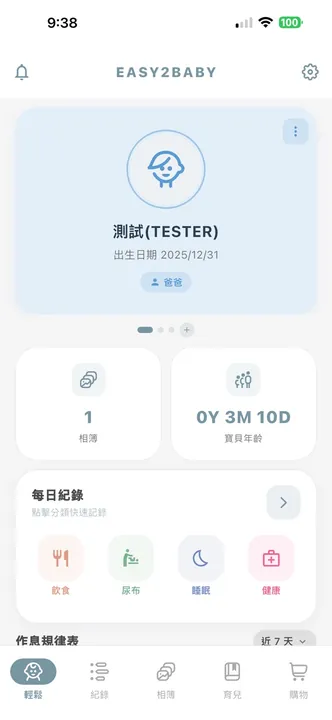 9:38
100
EASY2BABY
測試(TESTER)
出生日期 2025/12/31
爸爸
1
相簿
0Y 3M 10D
寶貝年齡
每日紀錄
點擊分類快速記錄
飲食
尿布
睡眠
健康
作息規律表
近 7 天
輕鬆
紀錄
相簿
育兒
購物